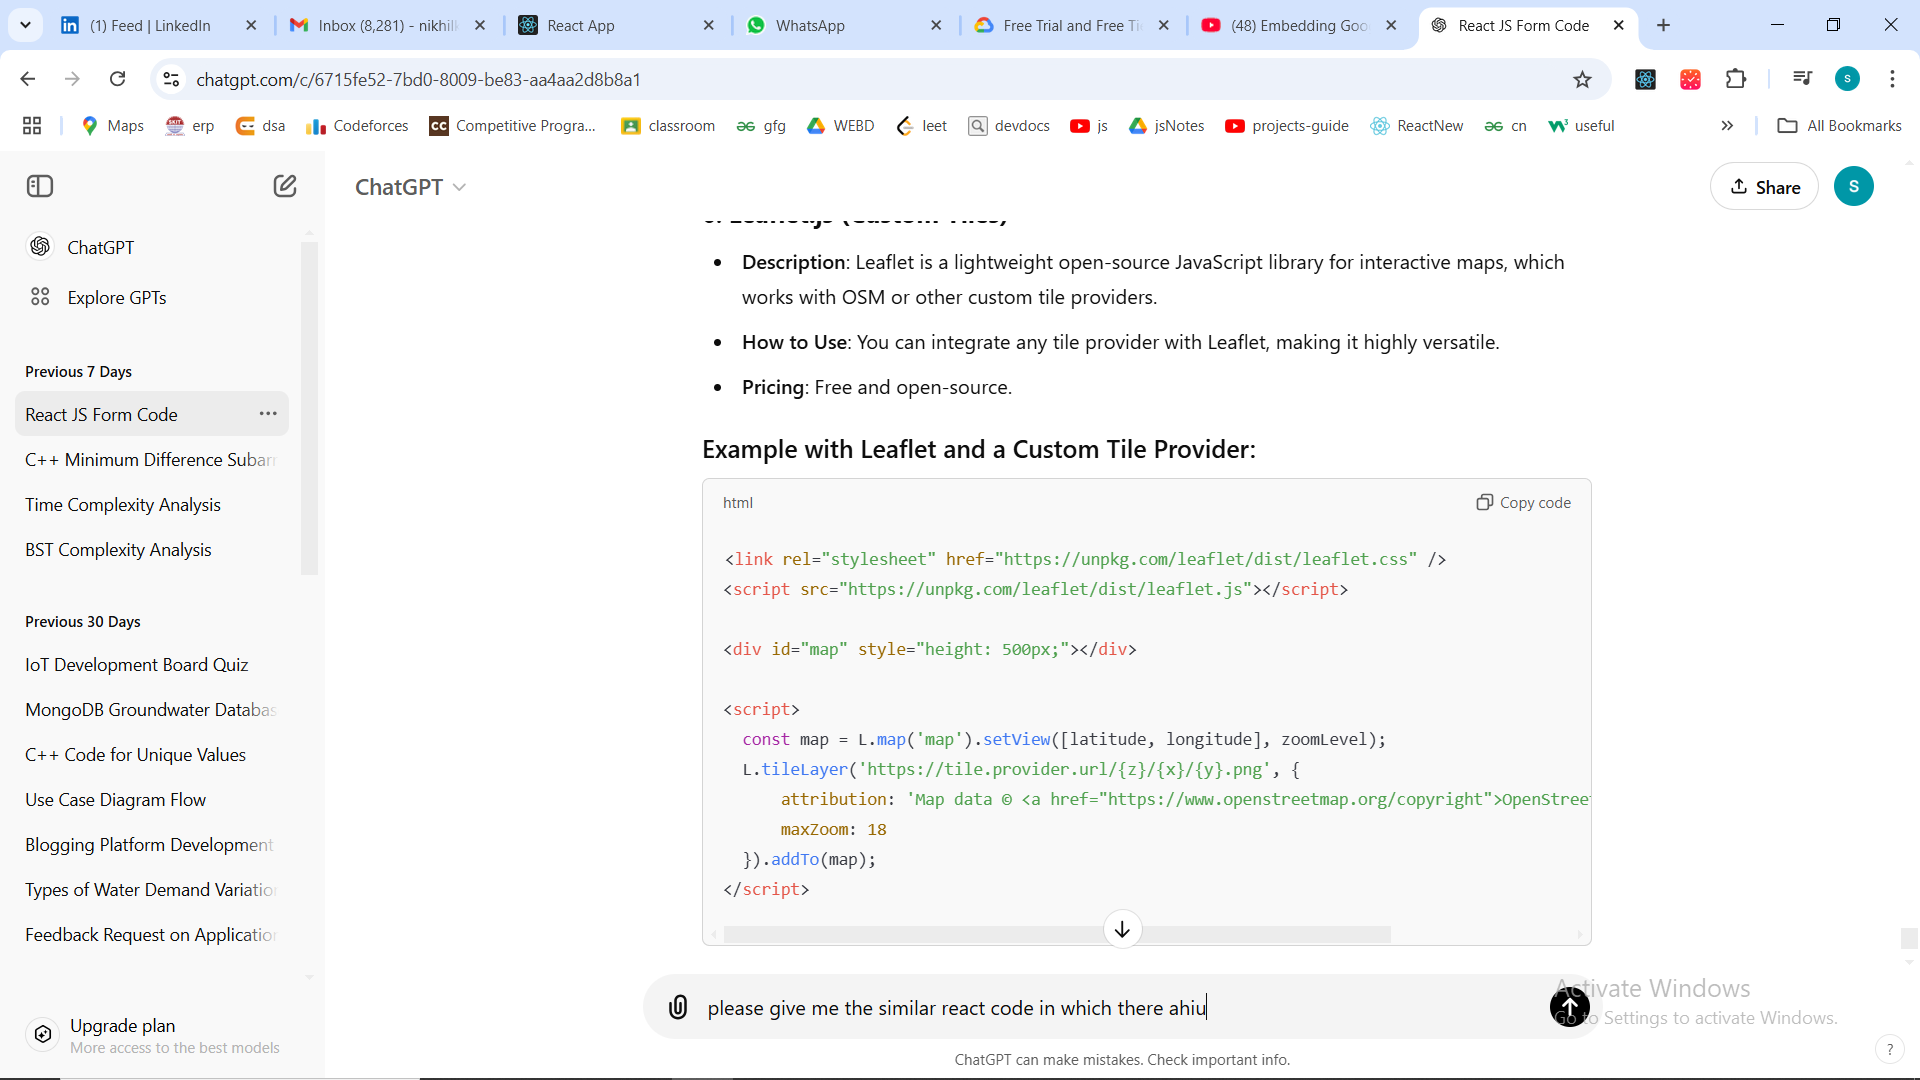 (1) Feed | LinkedIn
Inbox (8,281) - nikhil
React App
WhatsApp
Free Trial and Free Ti
(48) Embedding Goo
React JS Form Code
chatgpt.com/c/6715fe52-7bd0-8009-be83-aa4aa2d8b8a1
S
Maps
erp
dsa
Codeforces
CC Competitive Progra...
classroom
gfg
WEBD
leet
devdocs
js
jsNotes
projects-guide
ReactNew
cn
useful
All Bookmarks
ChatGPT
Share
S
ChatGPT
Explore GPTs
Previous 7 Days
React JS Form Code
C++ Minimum Difference Subarr
Time Complexity Analysis
BST Complexity Analysis
Previous 30 Days
IoT Development Board Quiz
MongoDB Groundwater Databas
C++ Code for Unique Values
Use Case Diagram Flow
Blogging Platform Development
Types of Water Demand Variation
Feedback Request on Application
Upgrade plan
More access to the best models
• Description: Leaflet is a lightweight open-source JavaScript library for interactive maps, which
works with OSM or other custom tile providers.
• How to Use: You can integrate any tile provider with Leaflet, making it highly versatile.
• Pricing: Free and open-source.
Example with Leaflet and a Custom Tile Provider:
html
Copy code
<link rel="stylesheet" href="https://unpkg.com/leaflet/dist/leaflet.css" />
<script src="https://unpkg.com/leaflet/dist/leaflet.js"></script>
<div id="map" style="height: 500px;"></div>
<script>
const map = L.map('map').setView([latitude, longitude], zoomLevel);
L.tileLayer('https://tile.provider.url/{z}/{x}/{y}.png', {
attribution: 'Map data © <a href="https://www.openstreetmap.org/copyright">OpenStree
maxZoom: 18
}).addTo(map);
</script>
please give me the similar react code in which there ahiu
ChatGPT can make mistakes. Check important info.
Activate Windows
Go to Settings to activate Windows.
?